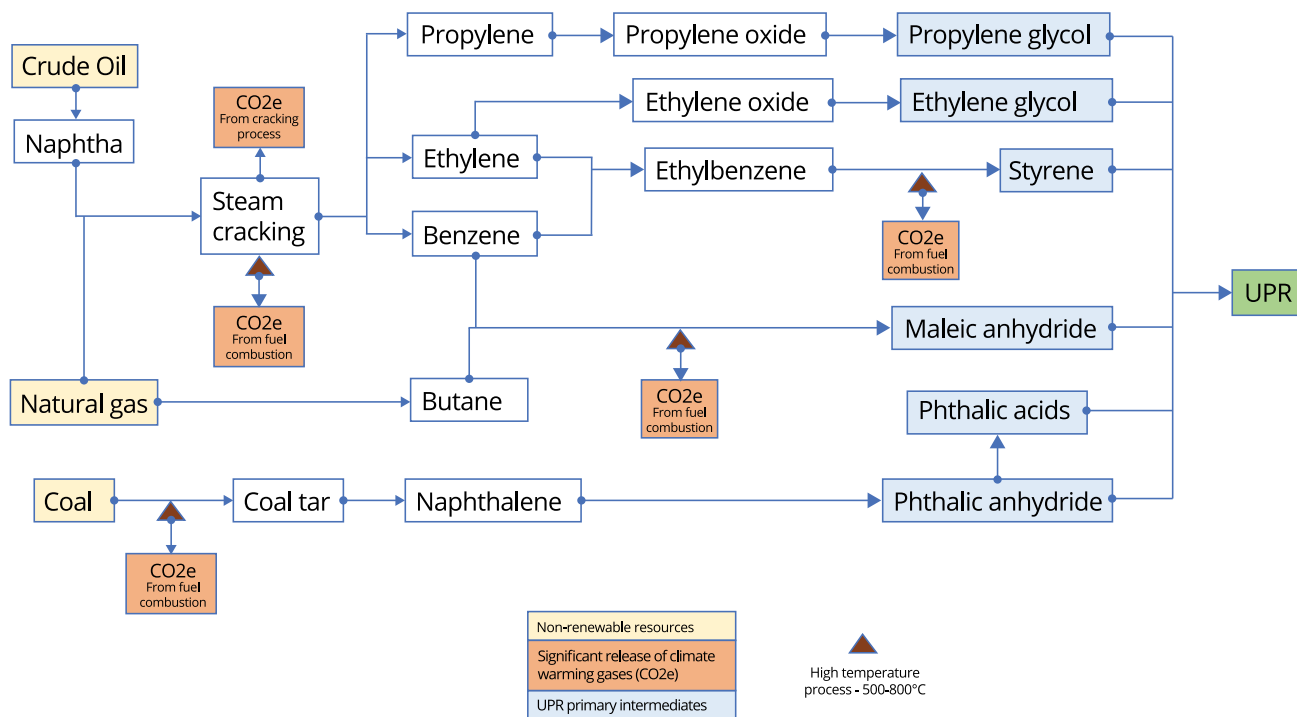 Propylene
Propylene oxide
Propylene glycol
Crude Oil
CO2e
From cracking
process
Ethylene oxide
Ethylene glycol
Naphtha
Ethylene
Ethylbenzene
Styrene
Steam
cracking
Benzene
CO2e
From fuel
combustion
UPR
CO2e
From fuel
combustion
Maleic anhydride
Natural gas
Butane
CO2e
From fuel
combustion
Phthalic acids
Coal
Coal tar
Naphthalene
Phthalic anhydride
CO2e
From fuel
combustion
Non-renewable resources
Significant release of climate
warming gases (CO2e)
UPR primary intermediates
High temperature
process - 500-800°C